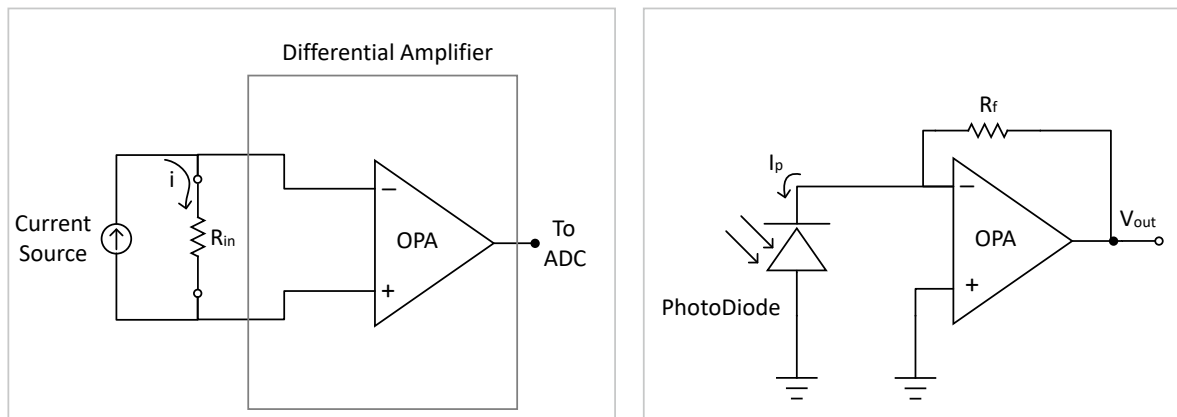 Differential Amplifier
i
Current
Source
Rin
−
+
OPA
To
ADC
Rf
Ip
−
+
OPA
Vout
PhotoDiode